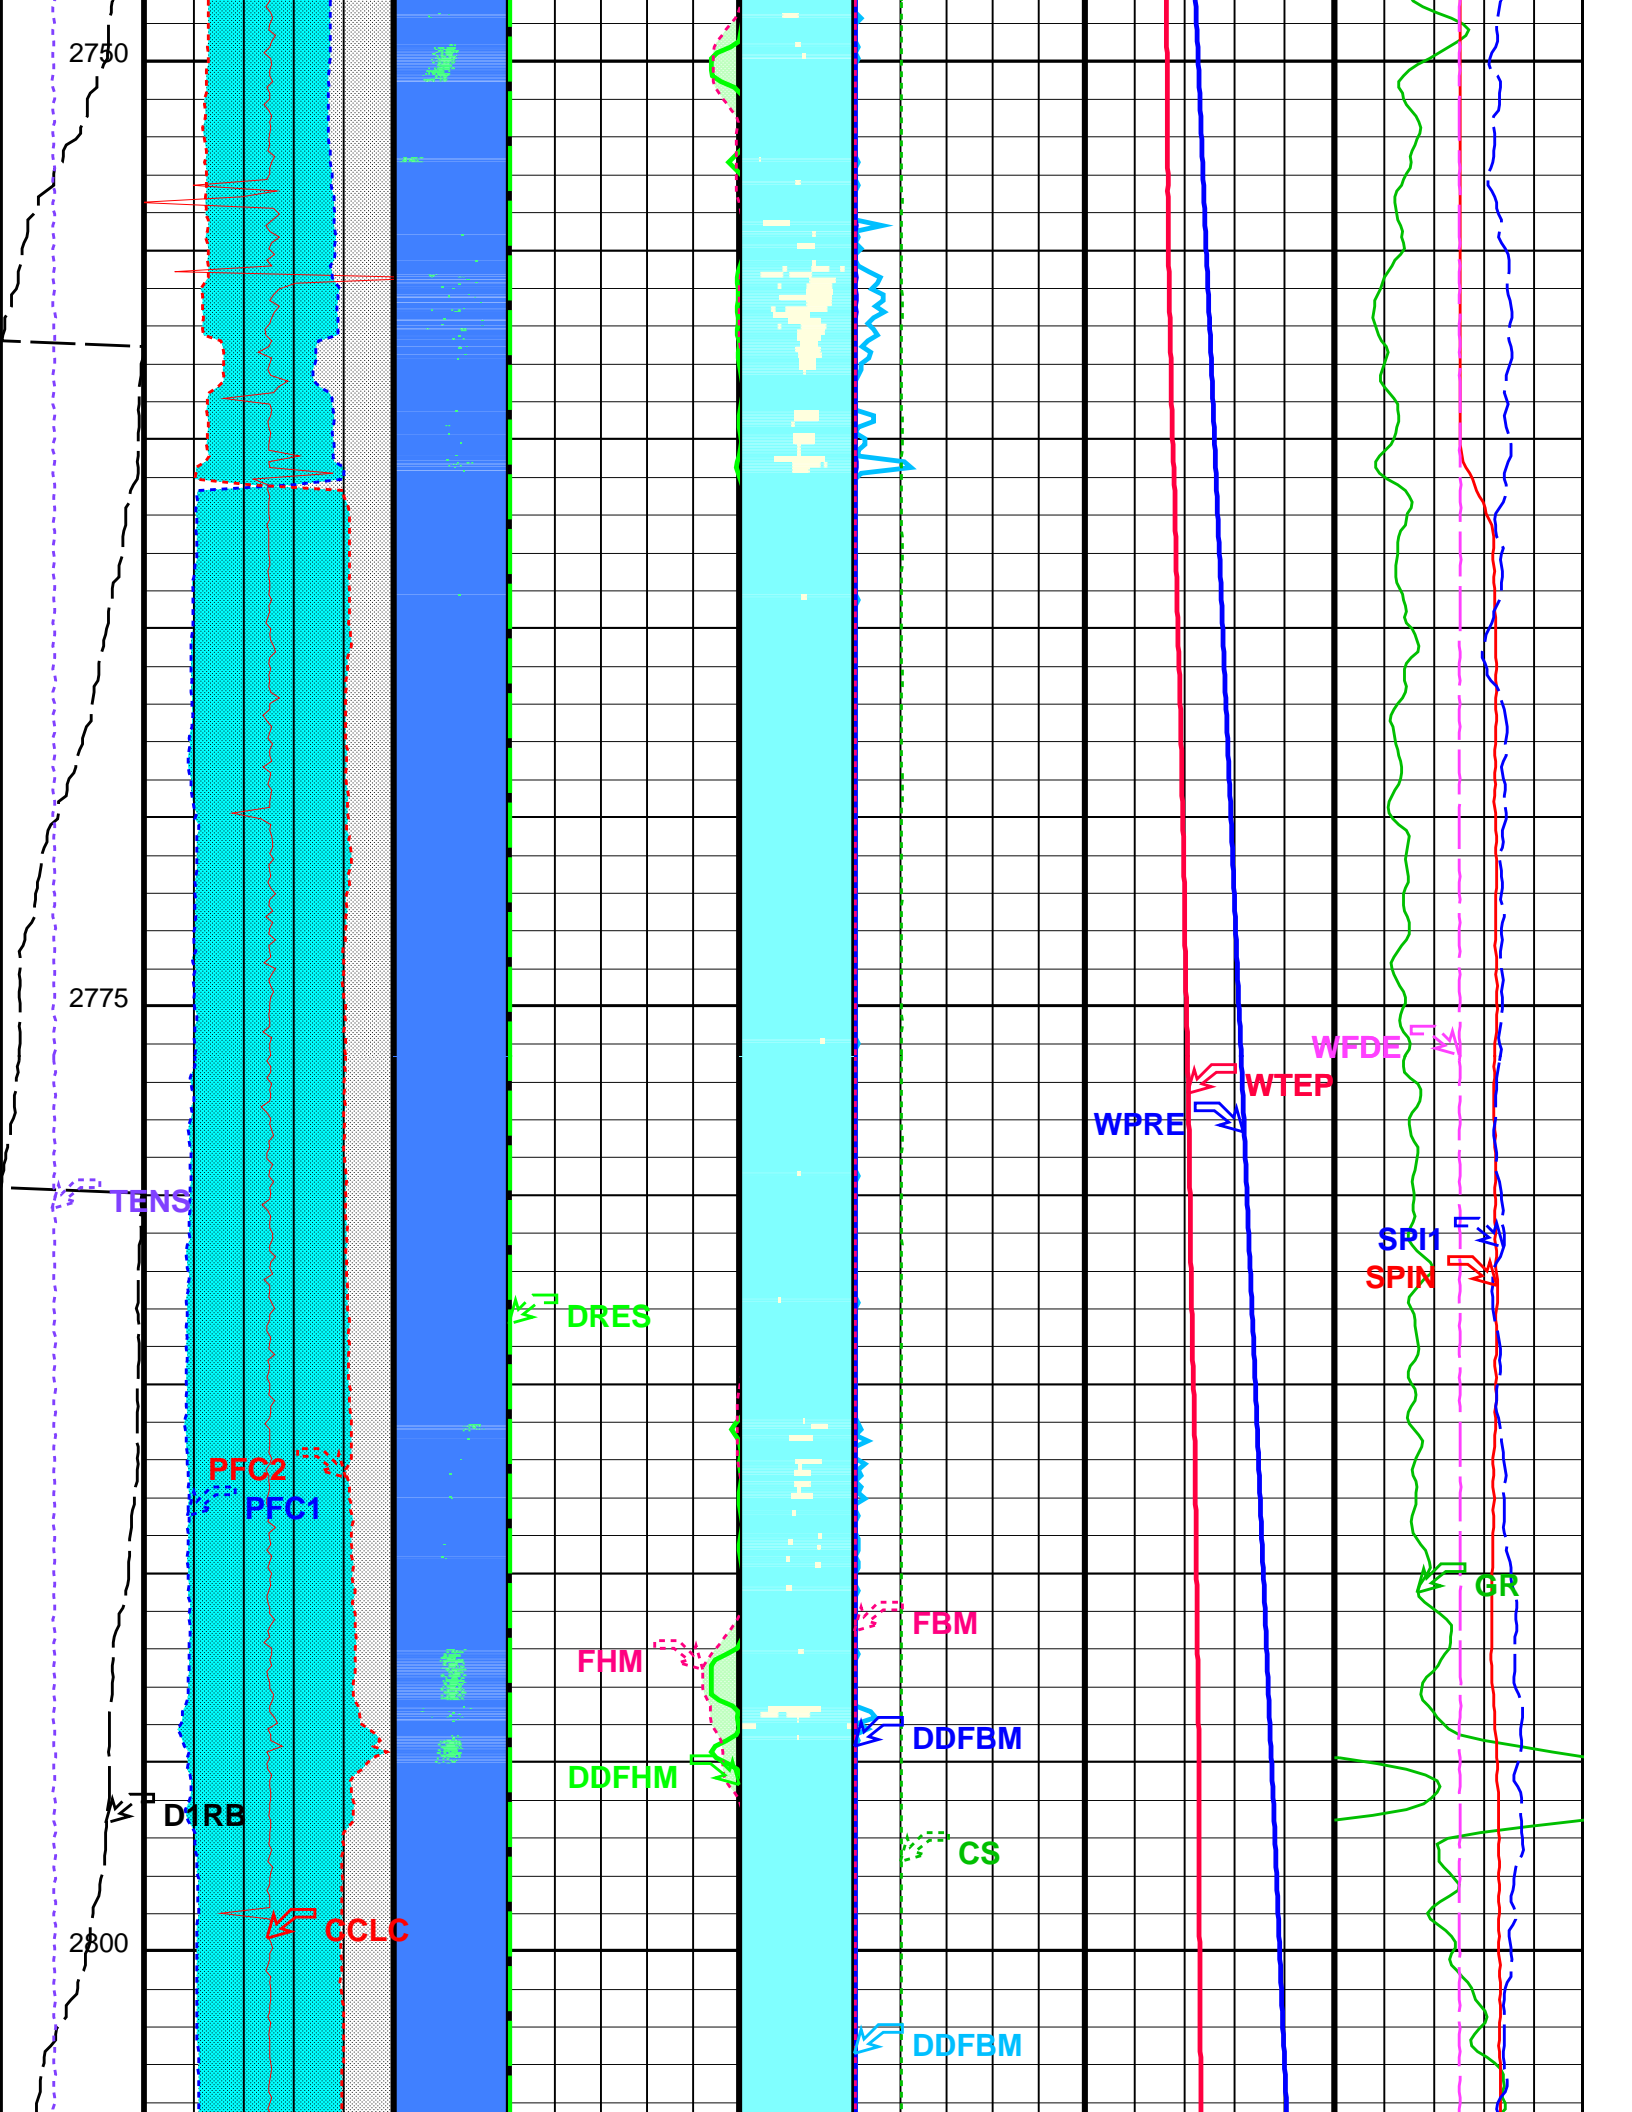 2750
2775
WFDE
WTEP
WPRE
TENS
SPI1
SPIN
DRES
PFC2
PFC1
GR
FBM
FHM
DDFBM
DDFHM
D1RB
CS
CCLC
2800
DDFBM